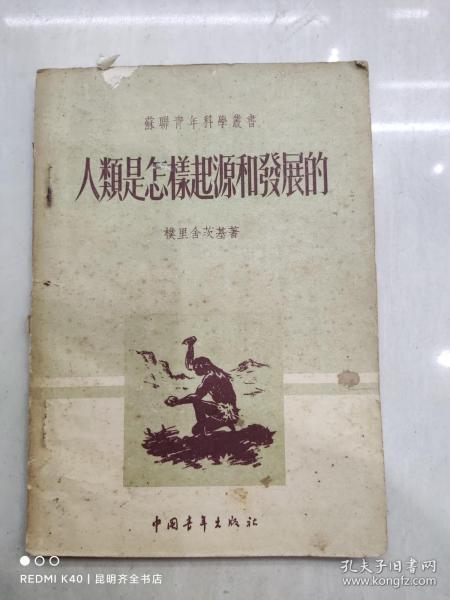 蘇聯青年科學叢書
人類是怎樣起源和發展的
樸里舍茨基著
中国青年出版社
REDMI K40 | 昆明齐全书店
孔夫子旧书网
www.kongfz.com